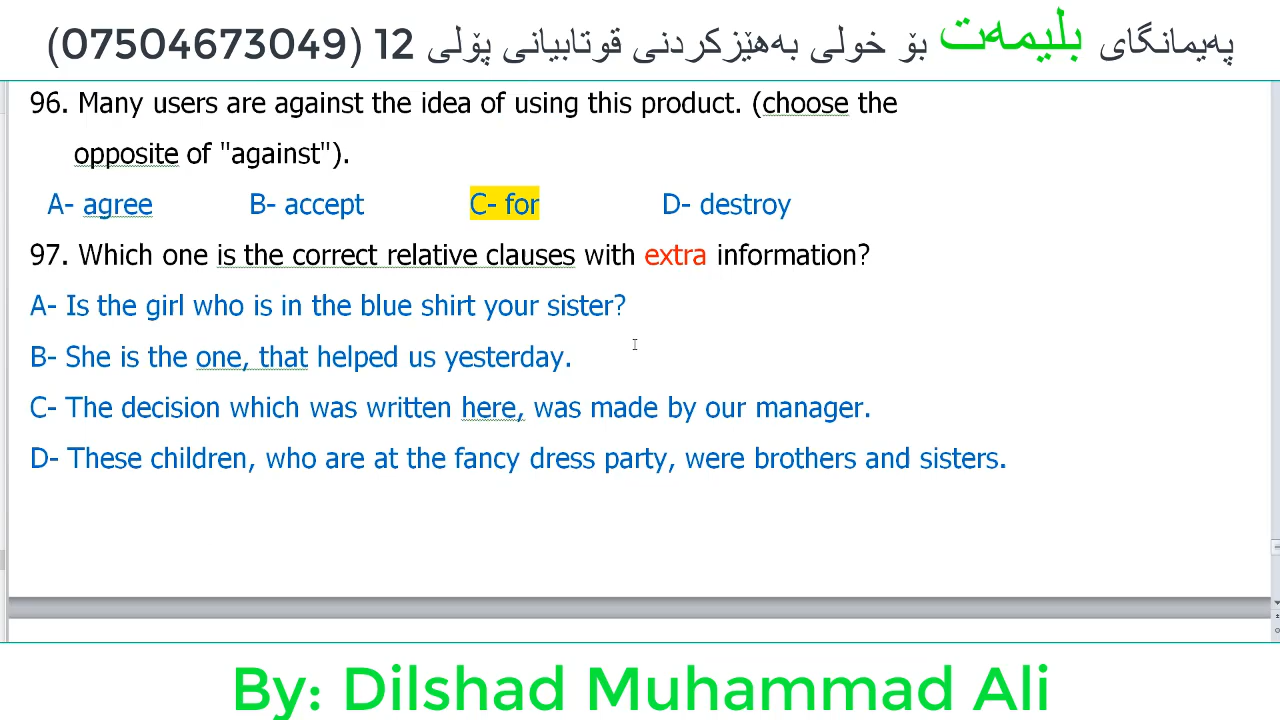 پەیمانگای بلیمەت بۆ خولی بەهێزکردنی قوتابیانی پۆلی 12 (07504673049)
96. Many users are against the idea of using this product. (choose the
opposite of "against").
A- agree B- accept C- for D- destroy
97. Which one is the correct relative clauses with extra information?
A- Is the girl who is in the blue shirt your sister?
B- She is the one, that helped us yesterday.
C- The decision which was written here, was made by our manager.
D- These children, who are at the fancy dress party, were brothers and sisters.
By: Dilshad Muhammad Ali